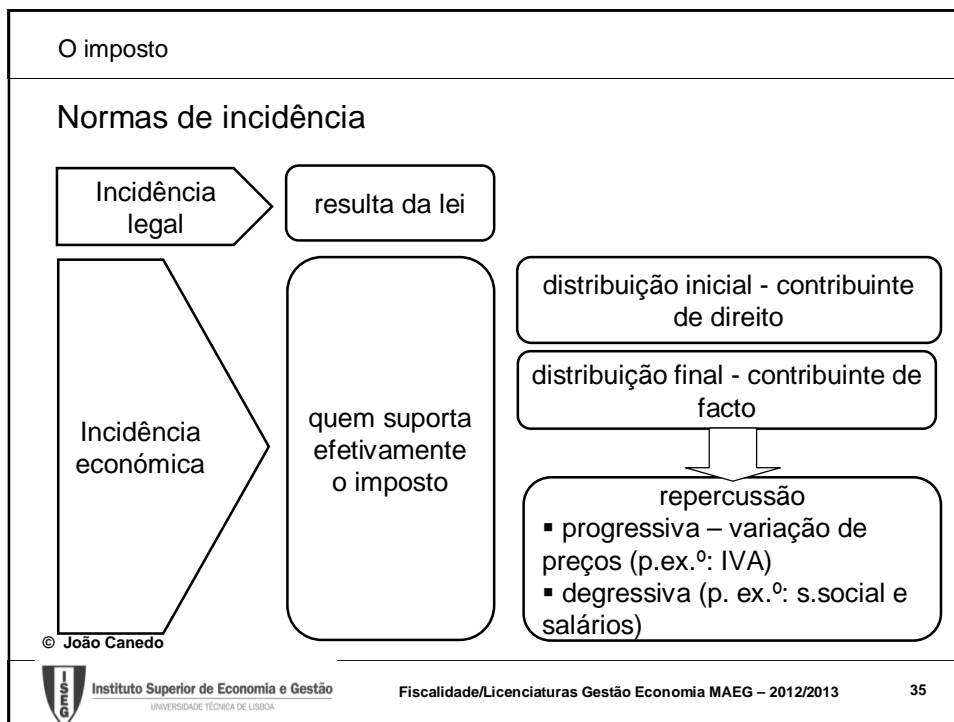 O imposto
Normas de incidência
Incidência
legal
resulta da lei
Incidência
económica
quem suporta
efetivamente
o imposto
distribuição inicial - contribuinte
de direito
distribuição final - contribuinte de
facto
repercussão
▪ progressiva – variação de
preços (p.ex.º: IVA)
▪ degressiva (p. ex.º: s.social e
salários)
© João Canedo
ISEG
Instituto Superior de Economia e Gestão
UNIVERSIDADE TÉCNICA DE LISBOA
Fiscalidade/Licenciaturas Gestão Economia MAEG – 2012/2013
35